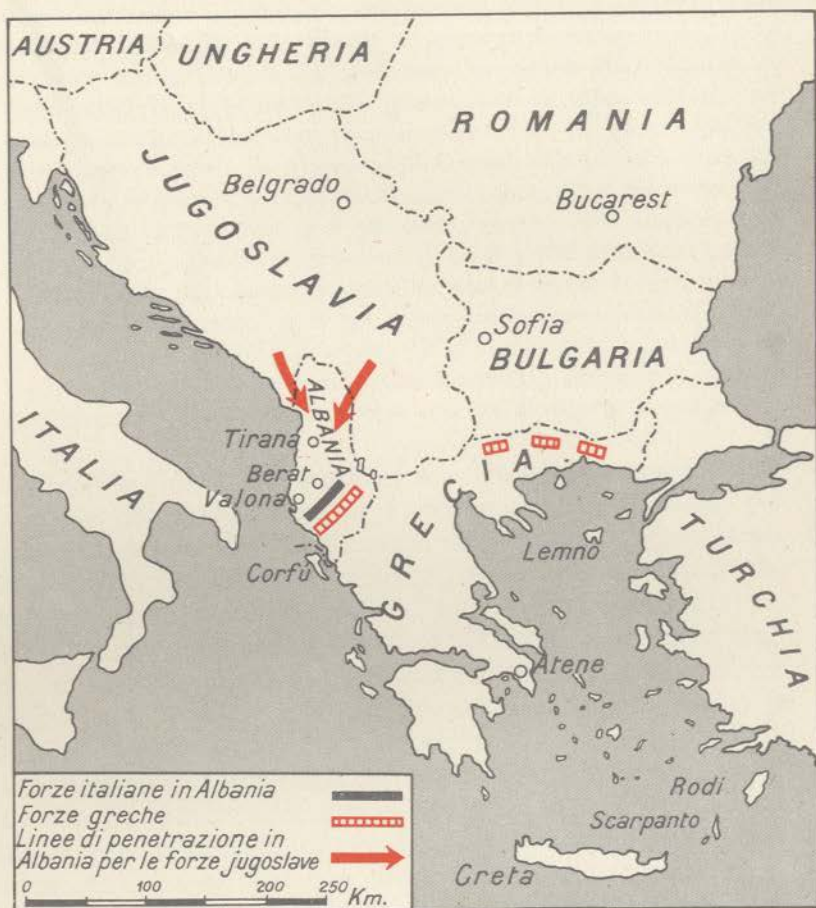 AUSTRIA
UNGHERIA
ROMANIA
JUGOSLAVIA
Belgrado
Bucarest
Sofia
BULGARIA
ALBANIA
ITALIA
Tirana
Berat
Valona
GRECIA
Corfù
Lemno
TURCHIA
Atene
Rodi
Scarpanto
Creta
Forze italiane in Albania
Forze greche
Linee di penetrazione in
Albania per le forze jugoslave
0 100 200 250 Km.